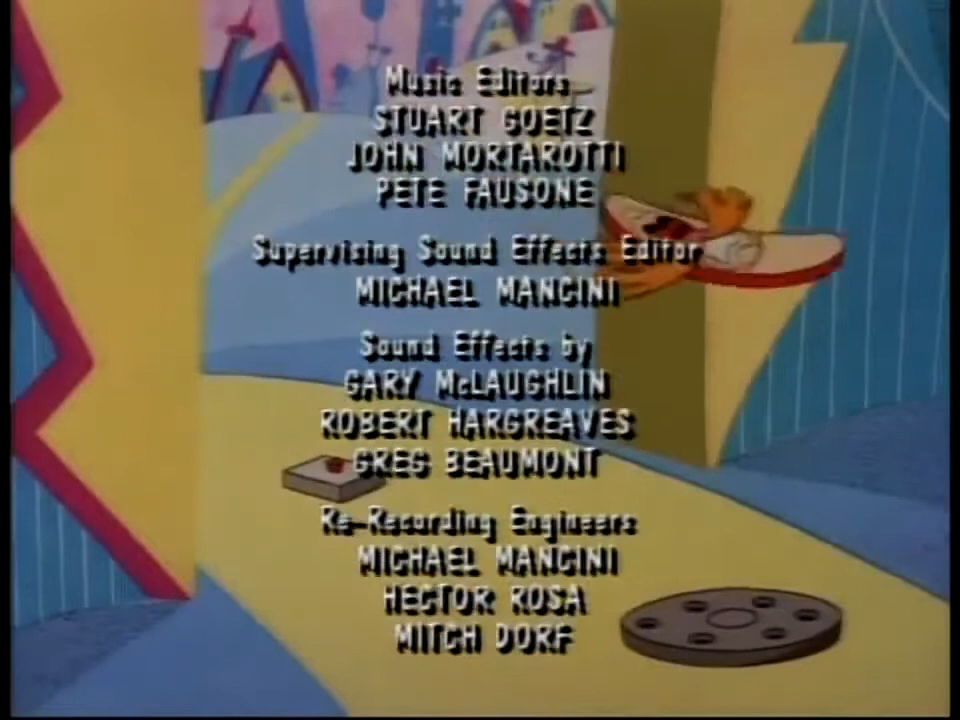 Music Editors
STUART GOETZ
JOHN MORTAROTTI
PETE FAUSONE
Supervising Sound Effects Editor
MICHAEL MANCINI
Sound Effects by
GARY McLAUGHLIN
ROBERT HARGREAVES
GREG BEAUMONT
Re-Recording Engineers
MICHAEL MANCINI
HECTOR ROSA
MITCH DORF